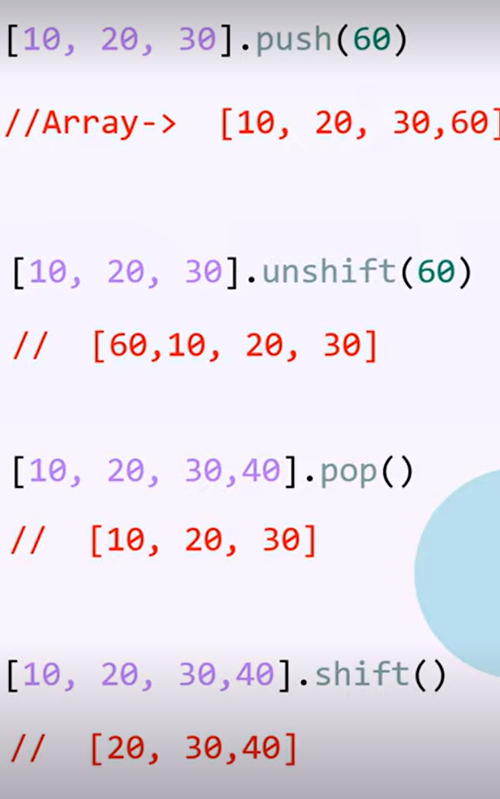 [10, 20, 30].push(60)
//Array-> [10, 20, 30,60]
[10, 20, 30].unshift(60)
// [60,10, 20, 30]
[10, 20, 30,40].pop()
// [10, 20, 30]
[10, 20, 30,40].shift()
// [20, 30,40]